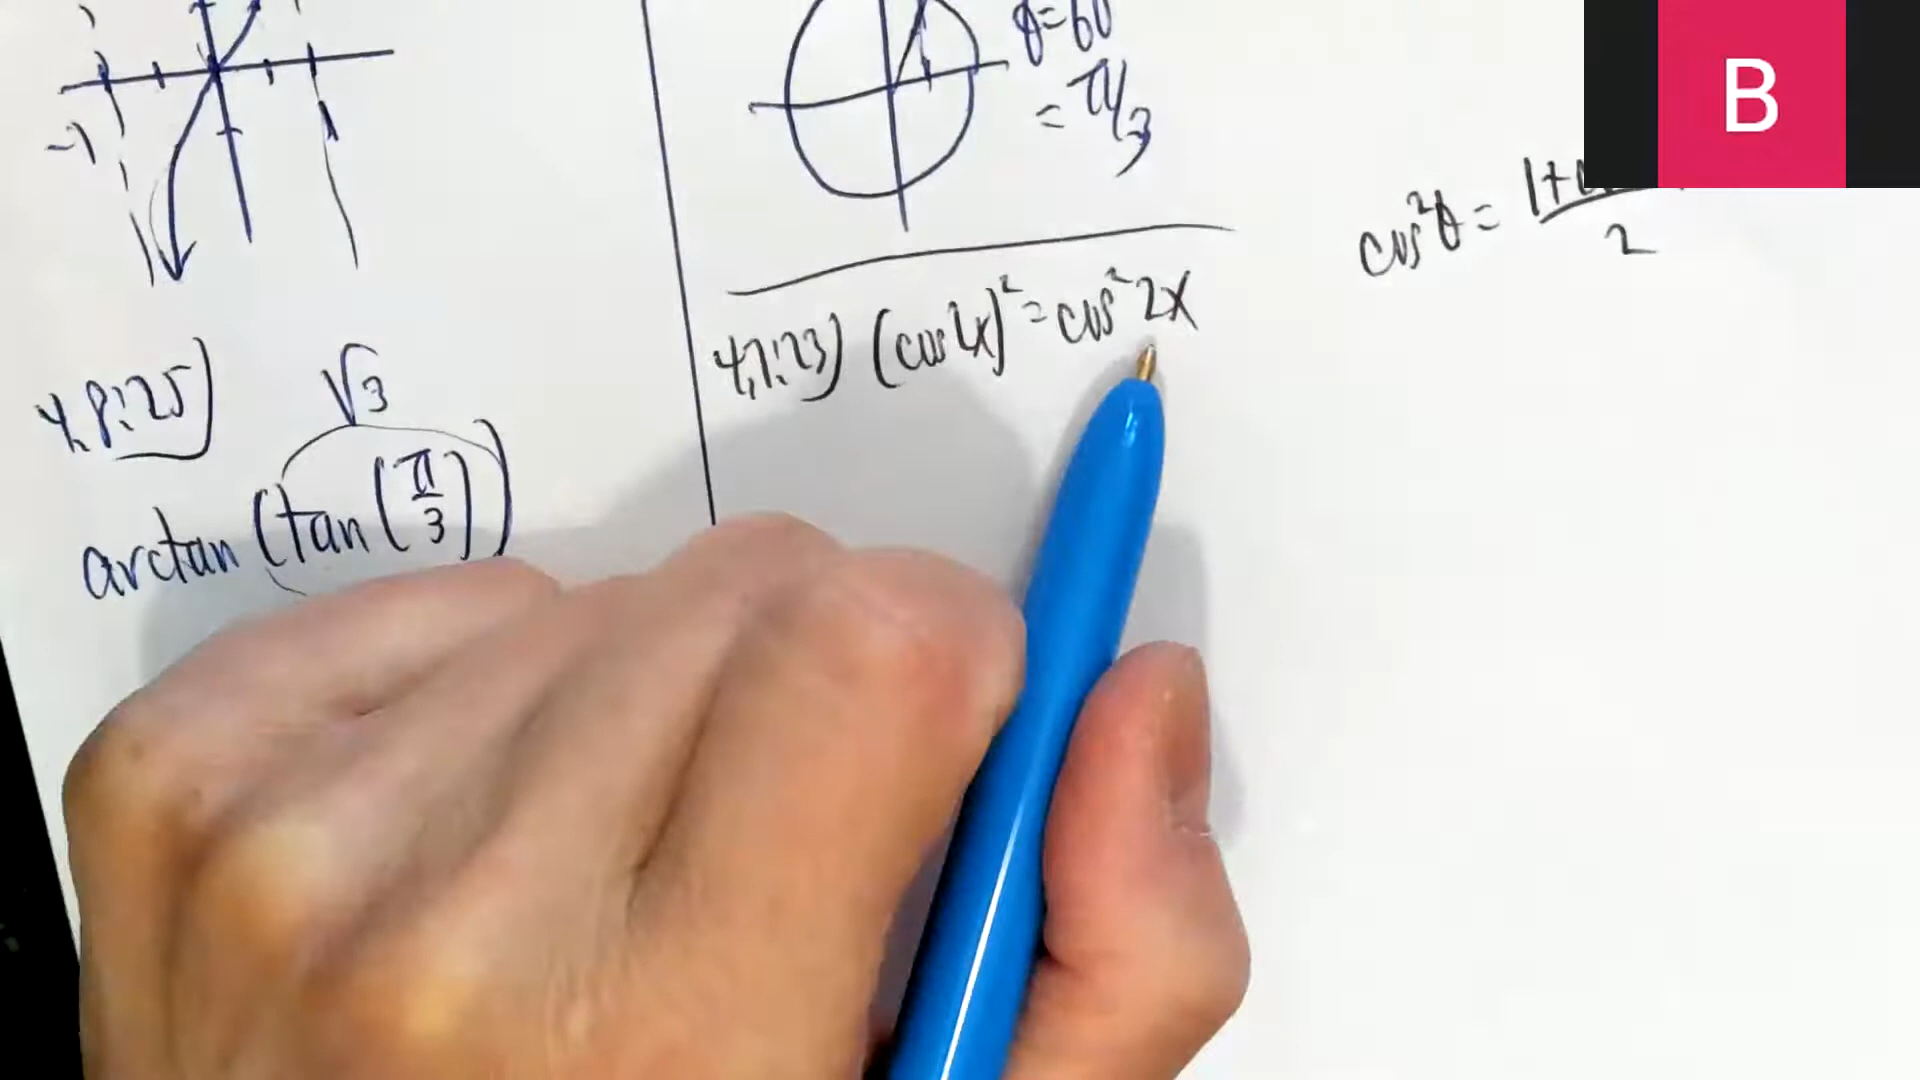 -1
θ=60
= π/3
B
cos²θ = 1+
2
4.7:23) (cos 2x)² = cos² 2x
4.8:25)
√3
arctan (tan (π/3))